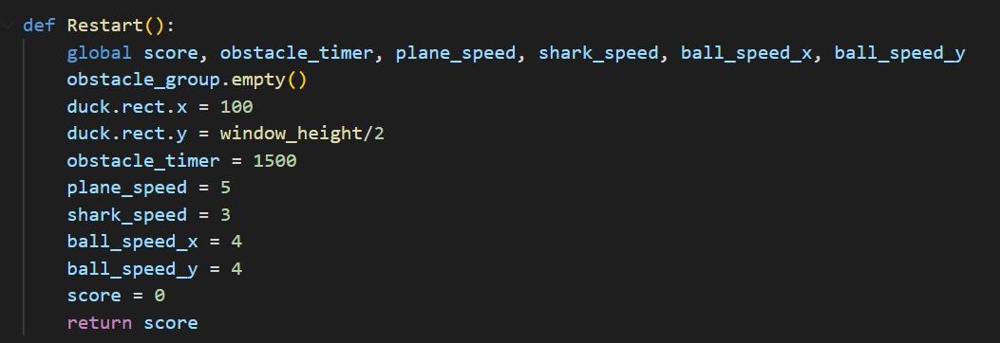 def Restart():
    global score, obstacle_timer, plane_speed, shark_speed, ball_speed_x, ball_speed_y
    obstacle_group.empty()
    duck.rect.x = 100
    duck.rect.y = window_height/2
    obstacle_timer = 1500
    plane_speed = 5
    shark_speed = 3
    ball_speed_x = 4
    ball_speed_y = 4
    score = 0
    return score